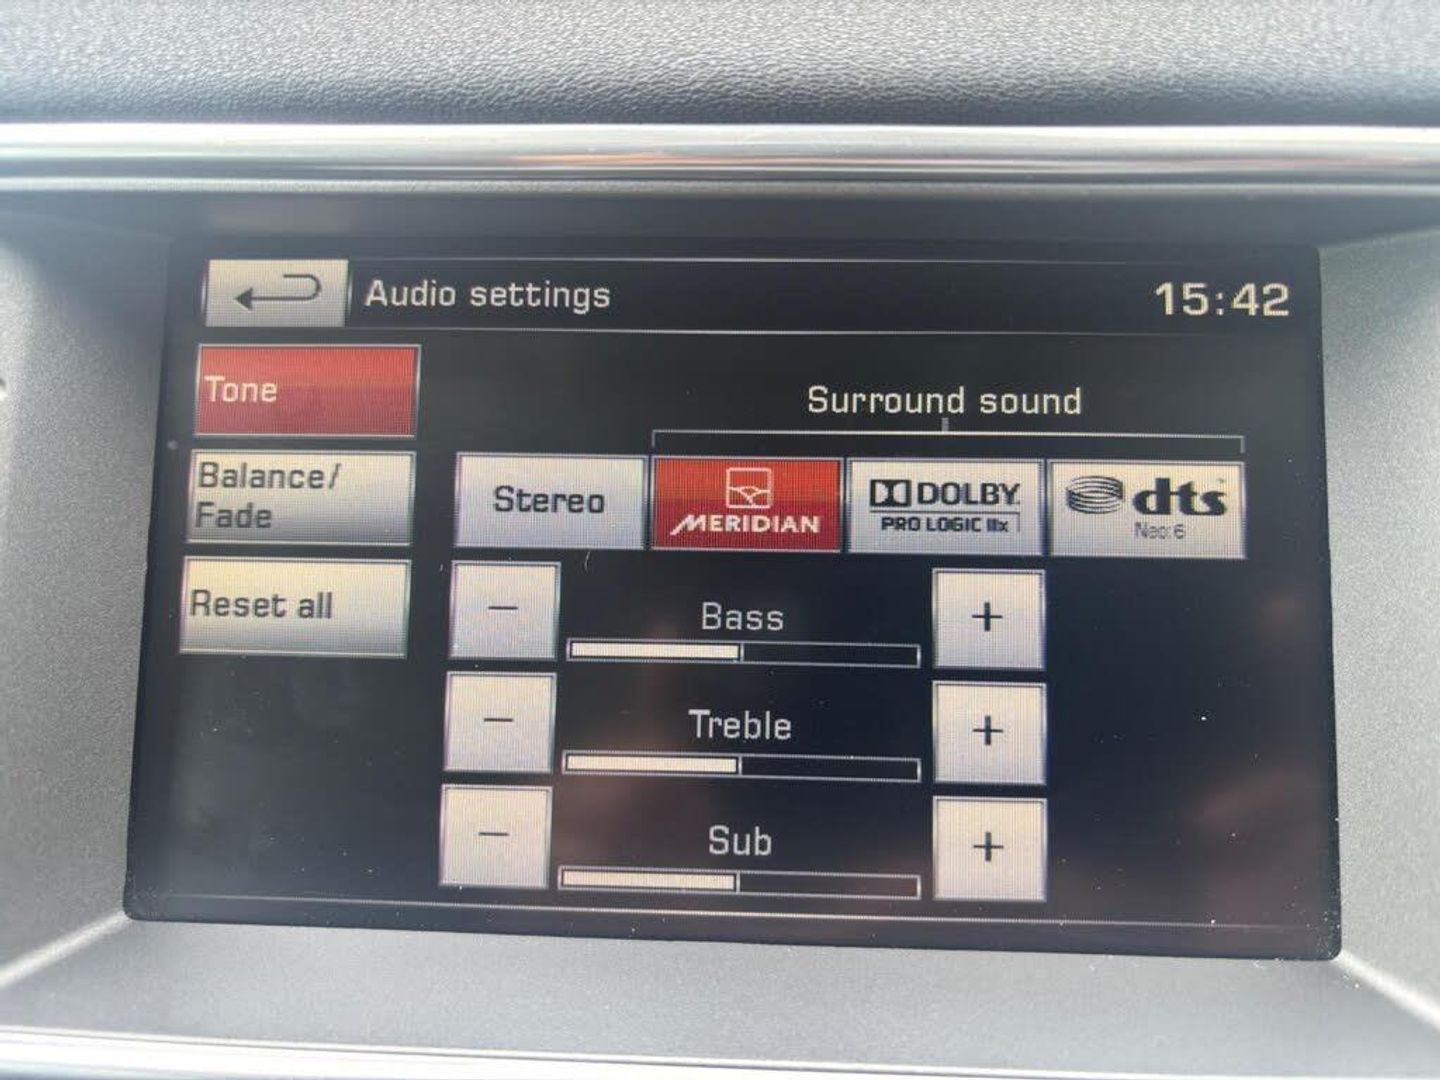 Audio settings
15:42
Tone
Surround sound
Balance/
Fade
Stereo
MERIDIAN
DOLBY
PRO LOGIC IIx
dts
Neo:6
Reset all
−
Bass
+
−
Treble
+
−
Sub
+